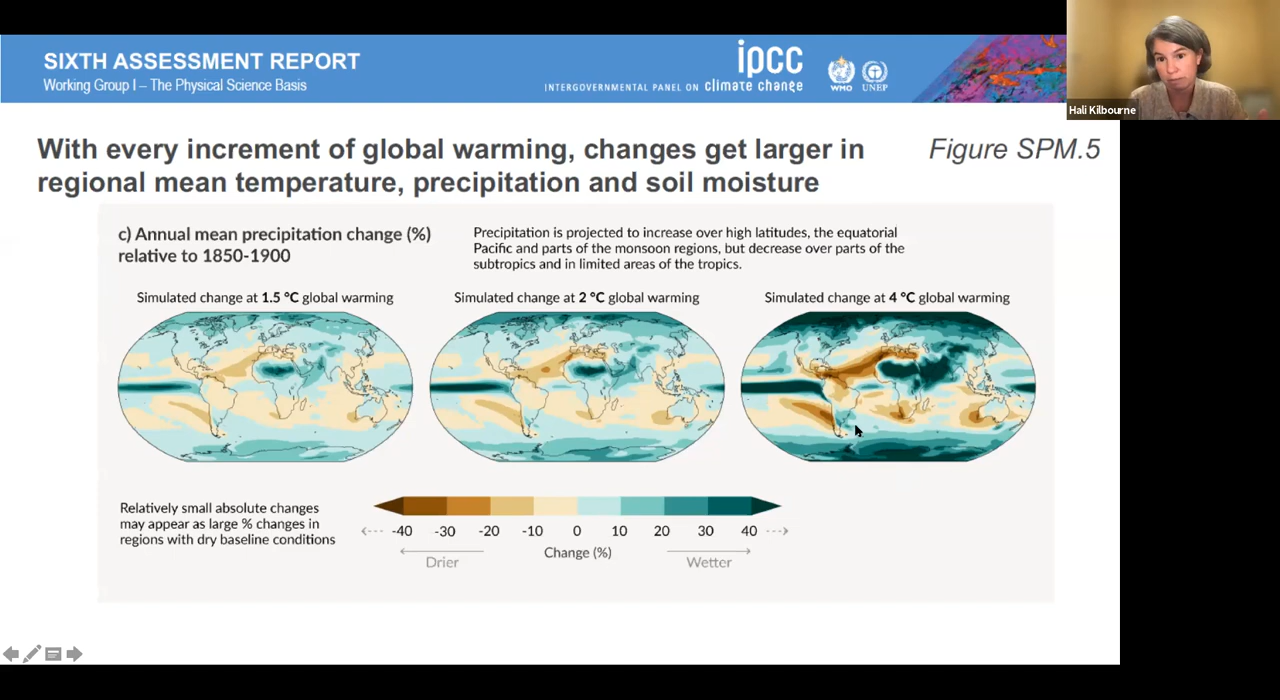 SIXTH ASSESSMENT REPORT
Working Group I – The Physical Science Basis
ipcc
INTERGOVERNMENTAL PANEL ON climate change
WMO
UNEP
Hali Kilbourne
With every increment of global warming, changes get larger in
regional mean temperature, precipitation and soil moisture
Figure SPM.5
c) Annual mean precipitation change (%)
relative to 1850-1900
Precipitation is projected to increase over high latitudes, the equatorial
Pacific and parts of the monsoon regions, but decrease over parts of the
subtropics and in limited areas of the tropics.
Simulated change at 1.5 °C global warming
Simulated change at 2 °C global warming
Simulated change at 4 °C global warming
Relatively small absolute changes
may appear as large % changes in
regions with dry baseline conditions
-40 -30 -20 -10 0 10 20 30 40
Change (%)
Drier
Wetter